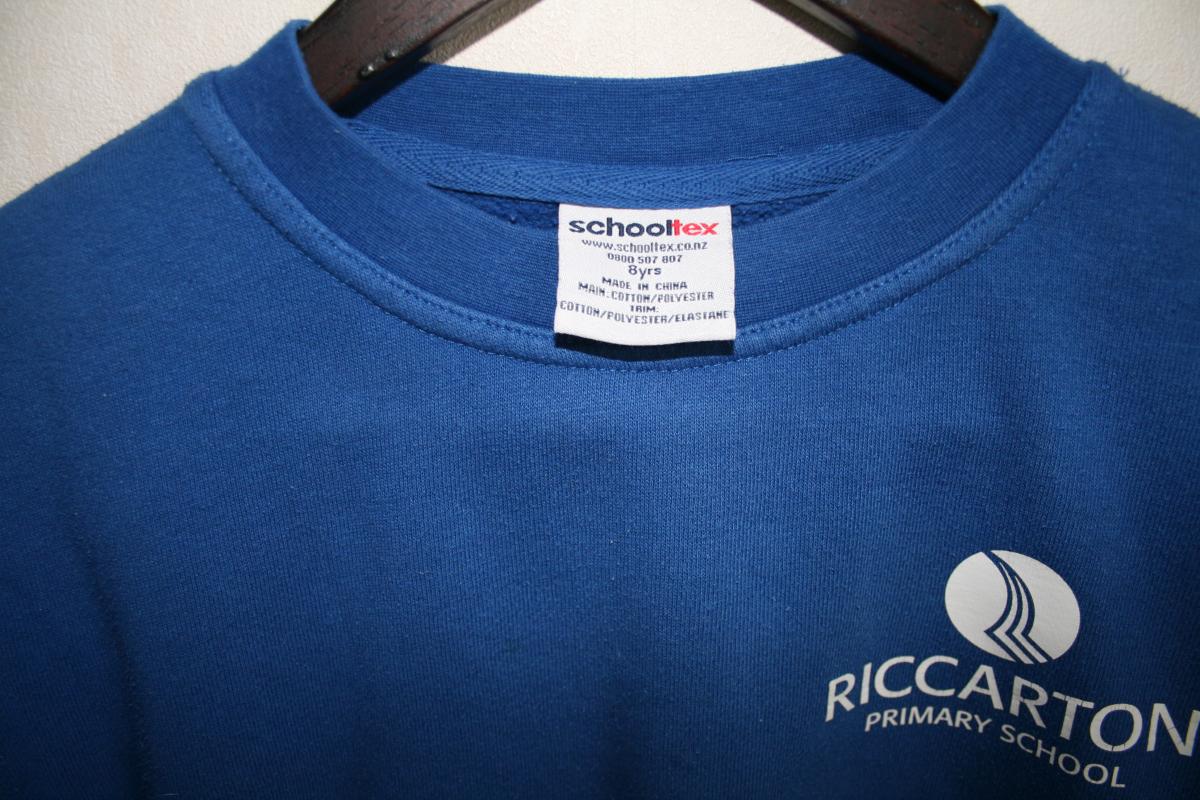 schooltex
www.schooltex.co.nz
0800 507 807
8yrs
MADE IN CHINA
MAIN:COTTON/POLYESTER
TRIM:
COTTON/POLYESTER/ELASTANE
RICCARTON
PRIMARY SCHOOL